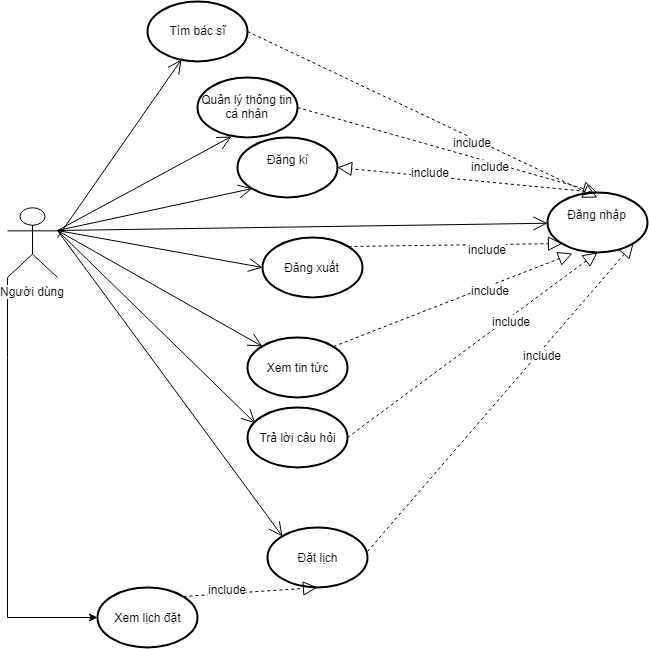 Tìm bác sĩ
Quản lý thông tin
cá nhân
include
Đăng kí
include
include
Đăng nhập
include
Đăng xuất
Người dùng
include
include
Xem tin tức
include
Trả lời câu hỏi
Đặt lịch
include
Xem lịch đặt